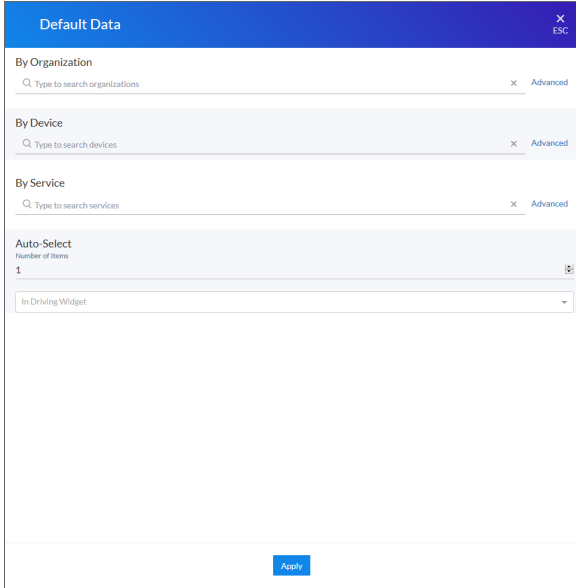 Default Data
ESC
By Organization
Type to search organizations
Advanced
By Device
Type to search devices
Advanced
By Service
Type to search services
Advanced
Auto-Select
Number of Items
1
In Driving Widget
Apply